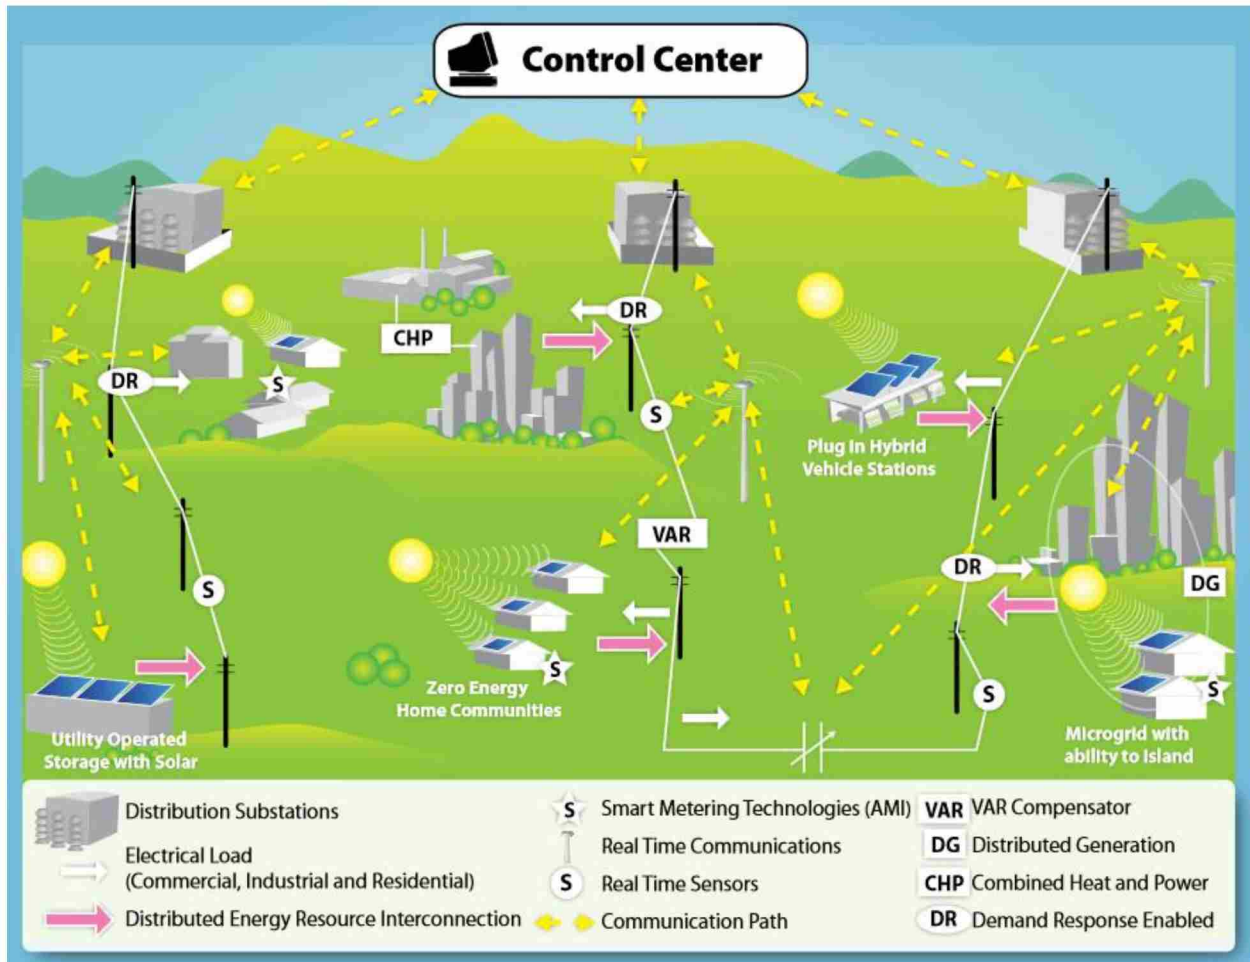 Control Center
DR
CHP
S
DR
S
Plug in Hybrid
Vehicle Stations
VAR
DR
DG
S
S
Zero Energy
Home Communities
S
S
Utility Operated
Storage with Solar
Microgrid with
ability to Island
Distribution Substations
Electrical Load
(Commercial, Industrial and Residential)
Distributed Energy Resource Interconnection
S Smart Metering Technologies (AMI)
Real Time Communications
S Real Time Sensors
Communication Path
VAR VAR Compensator
DG Distributed Generation
CHP Combined Heat and Power
DR Demand Response Enabled